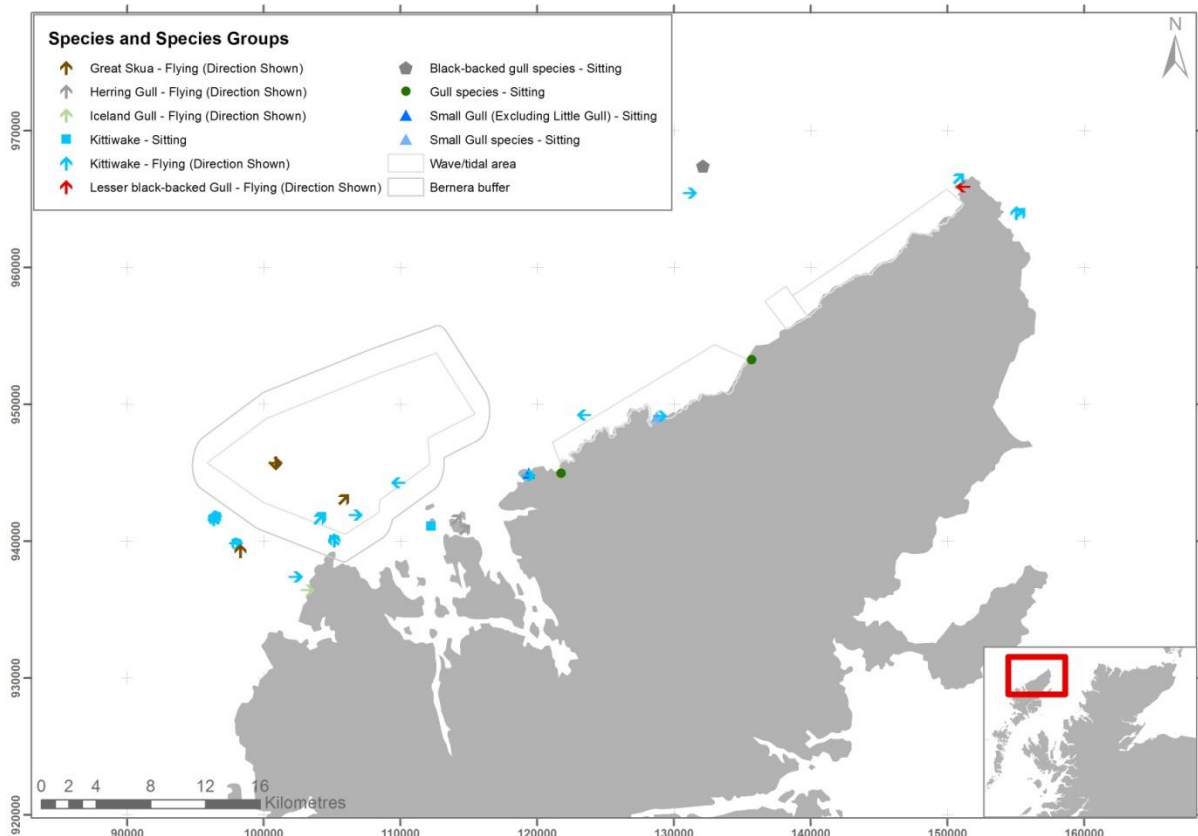 Species and Species Groups
Great Skua - Flying (Direction Shown)
Herring Gull - Flying (Direction Shown)
Iceland Gull - Flying (Direction Shown)
Kittiwake - Sitting
Kittiwake - Flying (Direction Shown)
Lesser black-backed Gull - Flying (Direction Shown)
Black-backed gull species - Sitting
Gull species - Sitting
Small Gull (Excluding Little Gull) - Sitting
Small Gull species - Sitting
Wave/tidal area
Bernera buffer
N
970000
960000
950000
940000
930000
920000
0 2 4 8 12 16
Kilometres
90000 100000 110000 120000 130000 140000 150000 160000